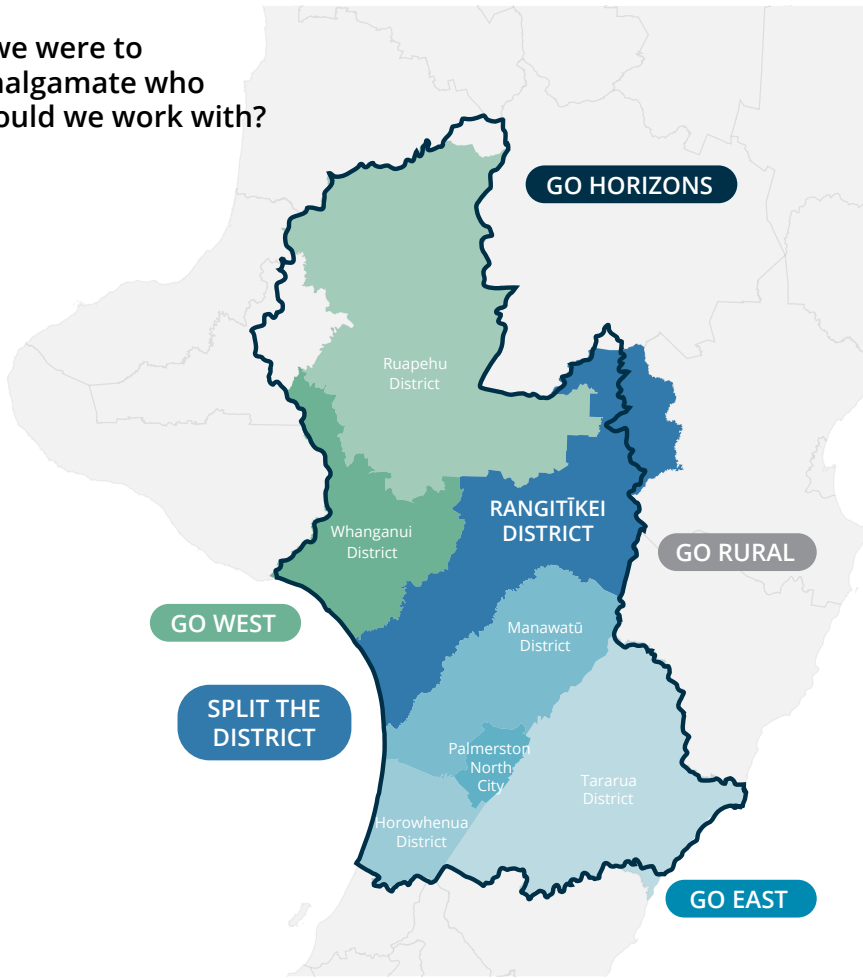 we were to
nalgamate who
ould we work with?
GO HORIZONS
Ruapehu
District
RANGITĪKEI
DISTRICT
Whanganui
District
GO RURAL
GO WEST
Manawatū
District
SPLIT THE
DISTRICT
Palmerston
North
City
Tararua
District
Horowhenua
District
GO EAST